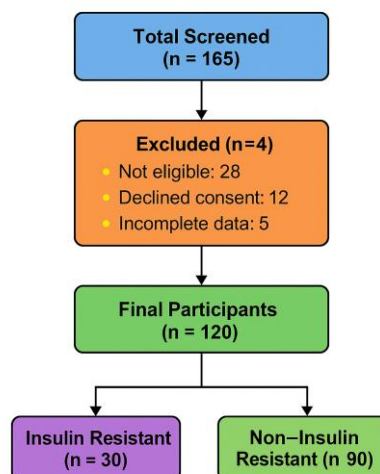 Total Screened
(n = 165)
Excluded (n=4)
• Not eligible: 28
• Declined consent: 12
• Incomplete data: 5
Final Participants
(n = 120)
Insulin Resistant
(n = 30)
Non–Insulin
Resistant (n 90)